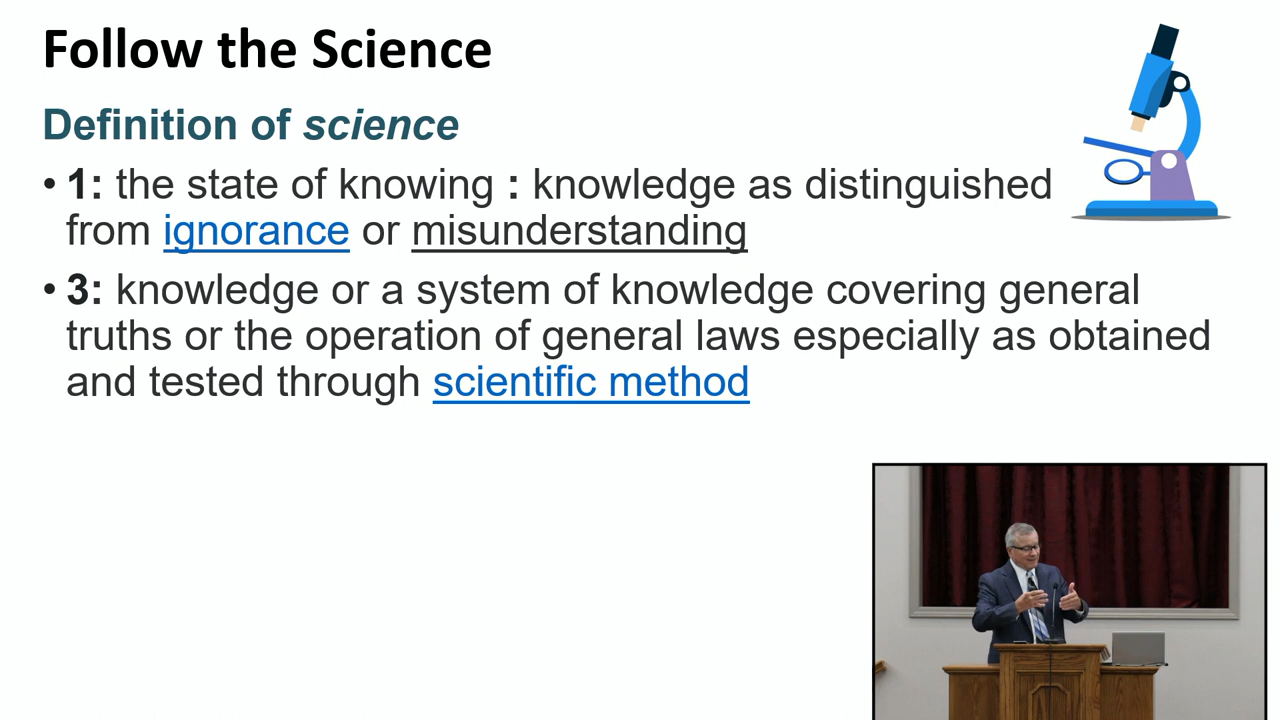 Follow the Science
Definition of science
• 1: the state of knowing : knowledge as distinguished
from ignorance or misunderstanding
• 3: knowledge or a system of knowledge covering general
truths or the operation of general laws especially as obtained
and tested through scientific method